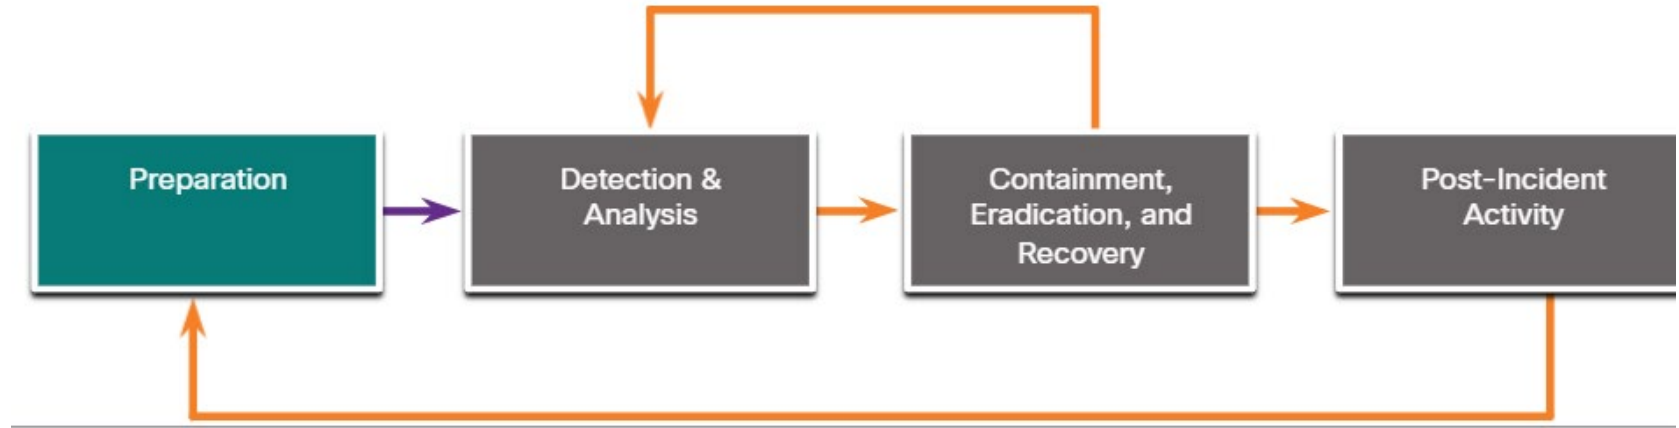 Preparation
Detection &
Analysis
Containment,
Eradication, and
Recovery
Post-Incident
Activity